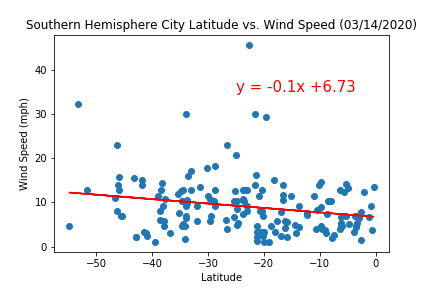 Southern Hemisphere City Latitude vs. Wind Speed (03/14/2020)
y = -0.1x +6.73
Wind Speed (mph)
40
30
20
10
0
−50
−40
−30
−20
−10
0
Latitude